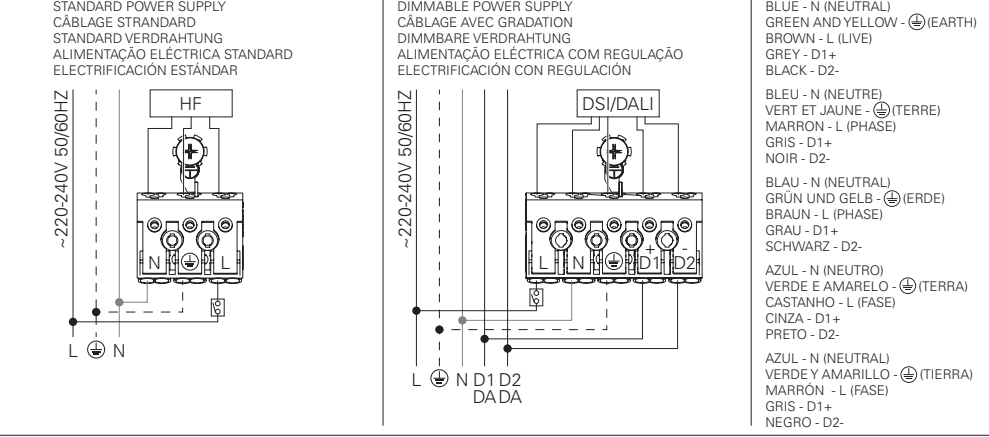 STANDARD POWER SUPPLY
CÂBLAGE STRANDARD
STANDARD VERDRAHTUNG
ALIMENTAÇÃO ELÉCTRICA STANDARD
ELECTRIFICACIÓN ESTÁNDAR
~220-240V 50/60HZ
HF
N L
L N
DIMMABLE POWER SUPPLY
CÂBLAGE AVEC GRADATION
DIMMBARE VERDRAHTUNG
ALIMENTAÇÃO ELÉCTRICA COM REGULAÇÃO
ELECTRIFICACIÓN CON REGULACIÓN
~220-240V 50/60HZ
DSI/DALI
+ -
L N D1 D2
L N D1 D2
DA DA
BLUE - N (NEUTRAL)
GREEN AND YELLOW - ⏚ (EARTH)
BROWN - L (LIVE)
GREY - D1+
BLACK - D2-
BLEU - N (NEUTRE)
VERT ET JAUNE - ⏚ (TERRE)
MARRON - L (PHASE)
GRIS - D1+
NOIR - D2-
BLAU - N (NEUTRAL)
GRÜN UND GELB - ⏚ (ERDE)
BRAUN - L (PHASE)
GRAU - D1+
SCHWARZ - D2-
AZUL - N (NEUTRO)
VERDE E AMARELO - ⏚ (TERRA)
CASTANHO - L (FASE)
CINZA - D1+
PRETO - D2-
AZUL - N (NEUTRAL)
VERDE Y AMARILLO - ⏚ (TIERRA)
MARRÓN - L (FASE)
GRIS - D1+
NEGRO - D2-